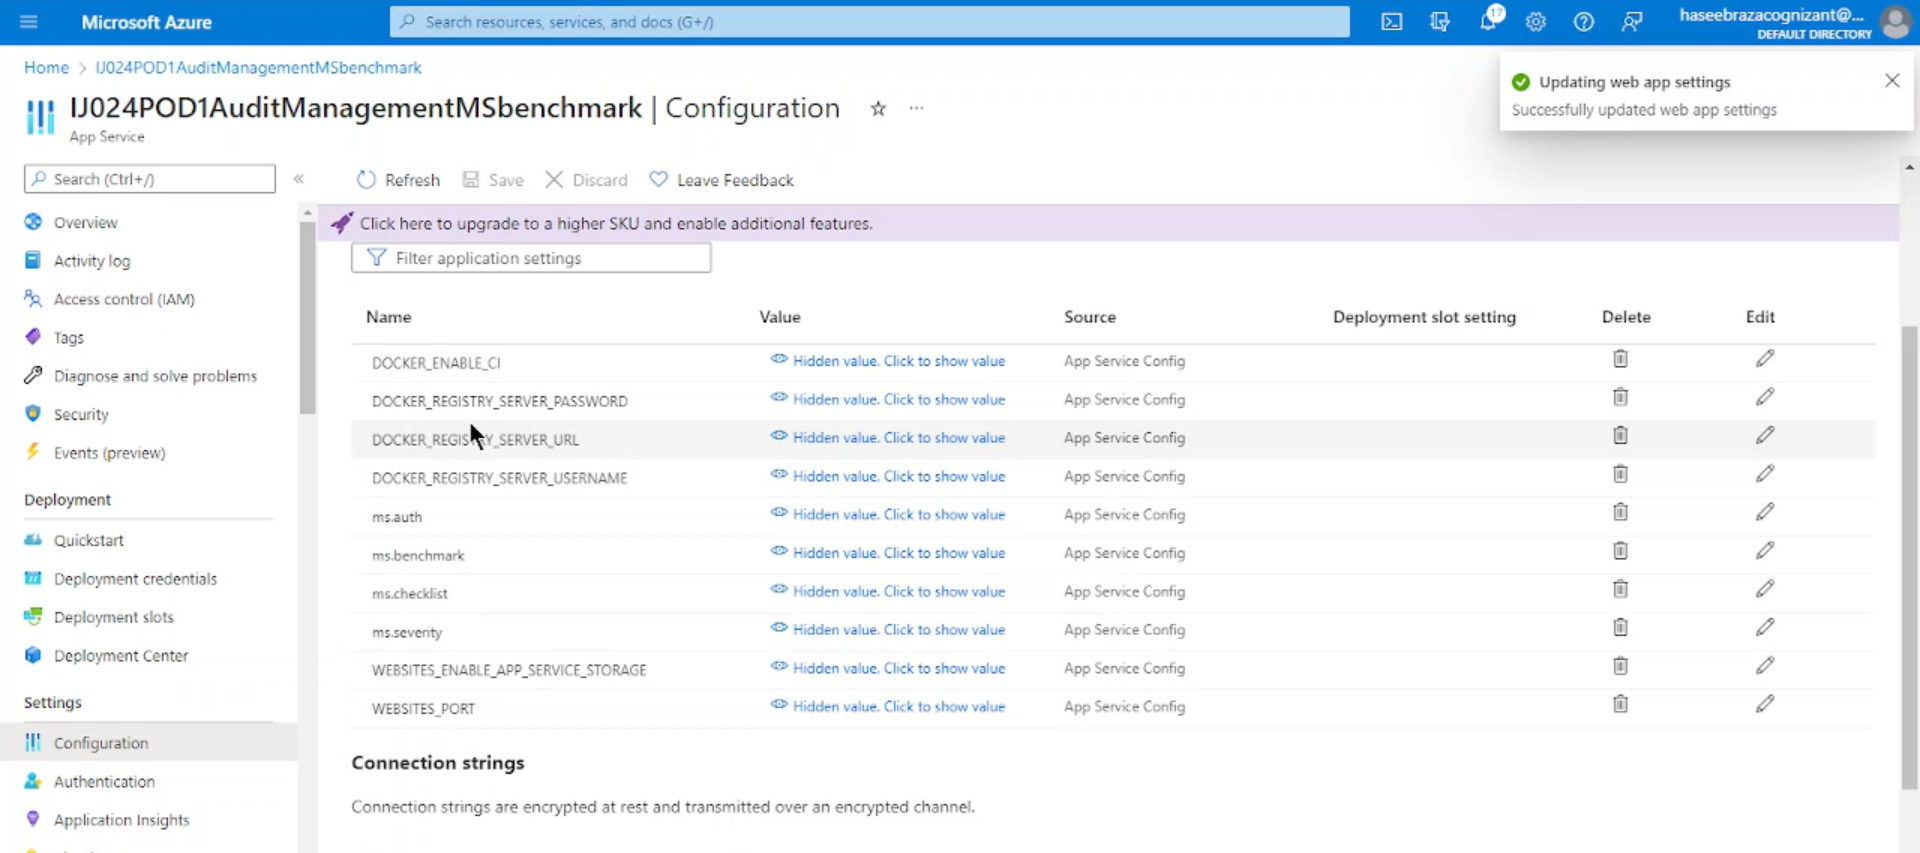 Microsoft Azure
Search resources, services, and docs (G+/)
17
haseebrazacognizant@...
DEFAULT DIRECTORY
Home > IJ024POD1AuditManagementMSbenchmark
IJ024POD1AuditManagementMSbenchmark | Configuration
App Service
Updating web app settings
Successfully updated web app settings
Search (Ctrl+/)
Refresh Save Discard Leave Feedback
Click here to upgrade to a higher SKU and enable additional features.
Filter application settings
Overview
Activity log
Access control (IAM)
Tags
Diagnose and solve problems
Security
Events (preview)
Deployment
Quickstart
Deployment credentials
Deployment slots
Deployment Center
Settings
Configuration
Authentication
Application Insights
Name Value Source Deployment slot setting Delete Edit
DOCKER_ENABLE_CI Hidden value. Click to show value App Service Config
DOCKER_REGISTRY_SERVER_PASSWORD Hidden value. Click to show value App Service Config
DOCKER_REGISTRY_SERVER_URL Hidden value. Click to show value App Service Config
DOCKER_REGISTRY_SERVER_USERNAME Hidden value. Click to show value App Service Config
ms.auth Hidden value. Click to show value App Service Config
ms.benchmark Hidden value. Click to show value App Service Config
ms.checklist Hidden value. Click to show value App Service Config
ms.severity Hidden value. Click to show value App Service Config
WEBSITES_ENABLE_APP_SERVICE_STORAGE Hidden value. Click to show value App Service Config
WEBSITES_PORT Hidden value. Click to show value App Service Config
Connection strings
Connection strings are encrypted at rest and transmitted over an encrypted channel.